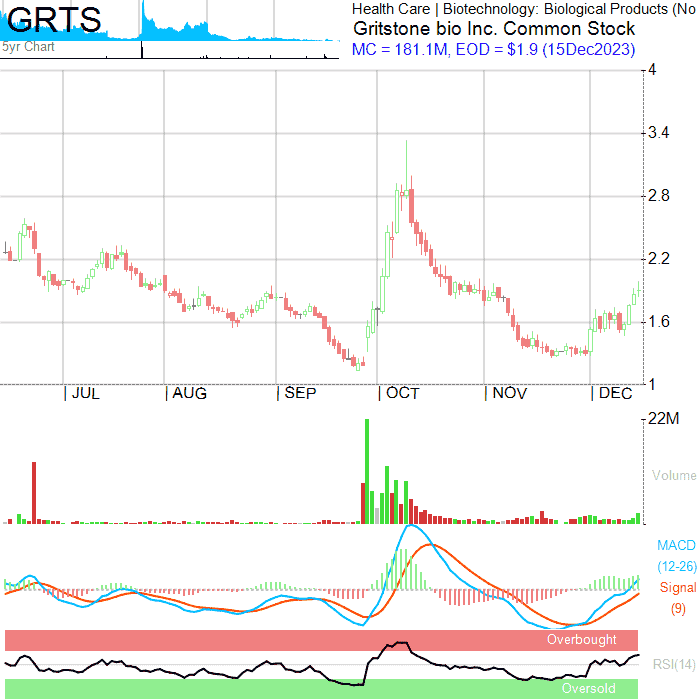 GRTS
Health Care | Biotechnology: Biological Products (No
Gritstone bio Inc. Common Stock
5yr Chart
MC = 181.1M, EOD = $1.9 (15Dec2023)
4
3.4
2.8
2.2
1.6
1
JUL AUG SEP OCT NOV DEC
22M
Volume
MACD
(12-26)
Signal
(9)
Overbought
RSI(14)
Oversold